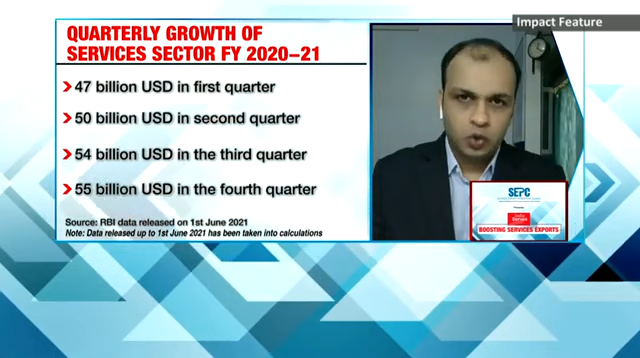 Impact Feature
QUARTERLY GROWTH OF
SERVICES SECTOR FY 2020–21
47 billion USD in first quarter
50 billion USD in second quarter
54 billion USD in the third quarter
55 billion USD in the fourth quarter
Source: RBI data released on 1st June 2021
Note: Data released up to 1st June 2021 has been taken into calculations
SEPC
BOOSTING SERVICES EXPORTS